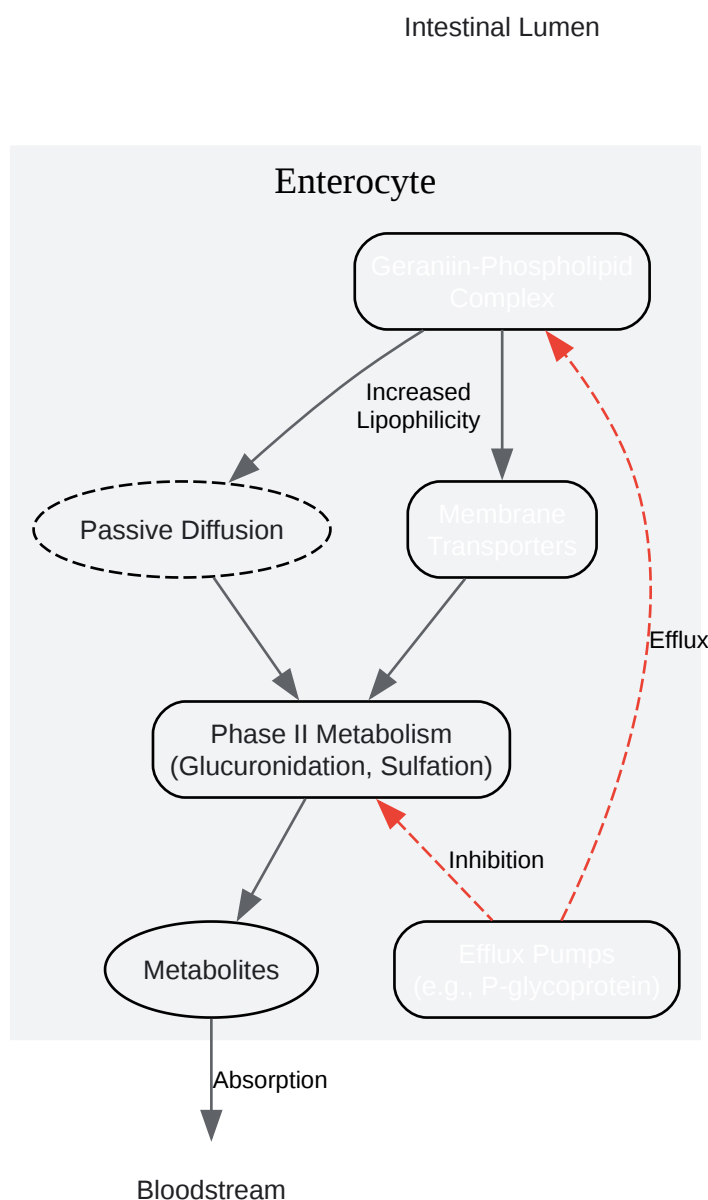 Intestinal Lumen
Enterocyte
Geraniin-Phospholipid
Complex
Increased
Lipophilicity
Passive Diffusion
Membrane
Transporters
Efflux
Phase II Metabolism
(Glucuronidation, Sulfation)
Inhibition
Metabolites
Efflux Pumps
(e.g., P-glycoprotein)
Absorption
Bloodstream